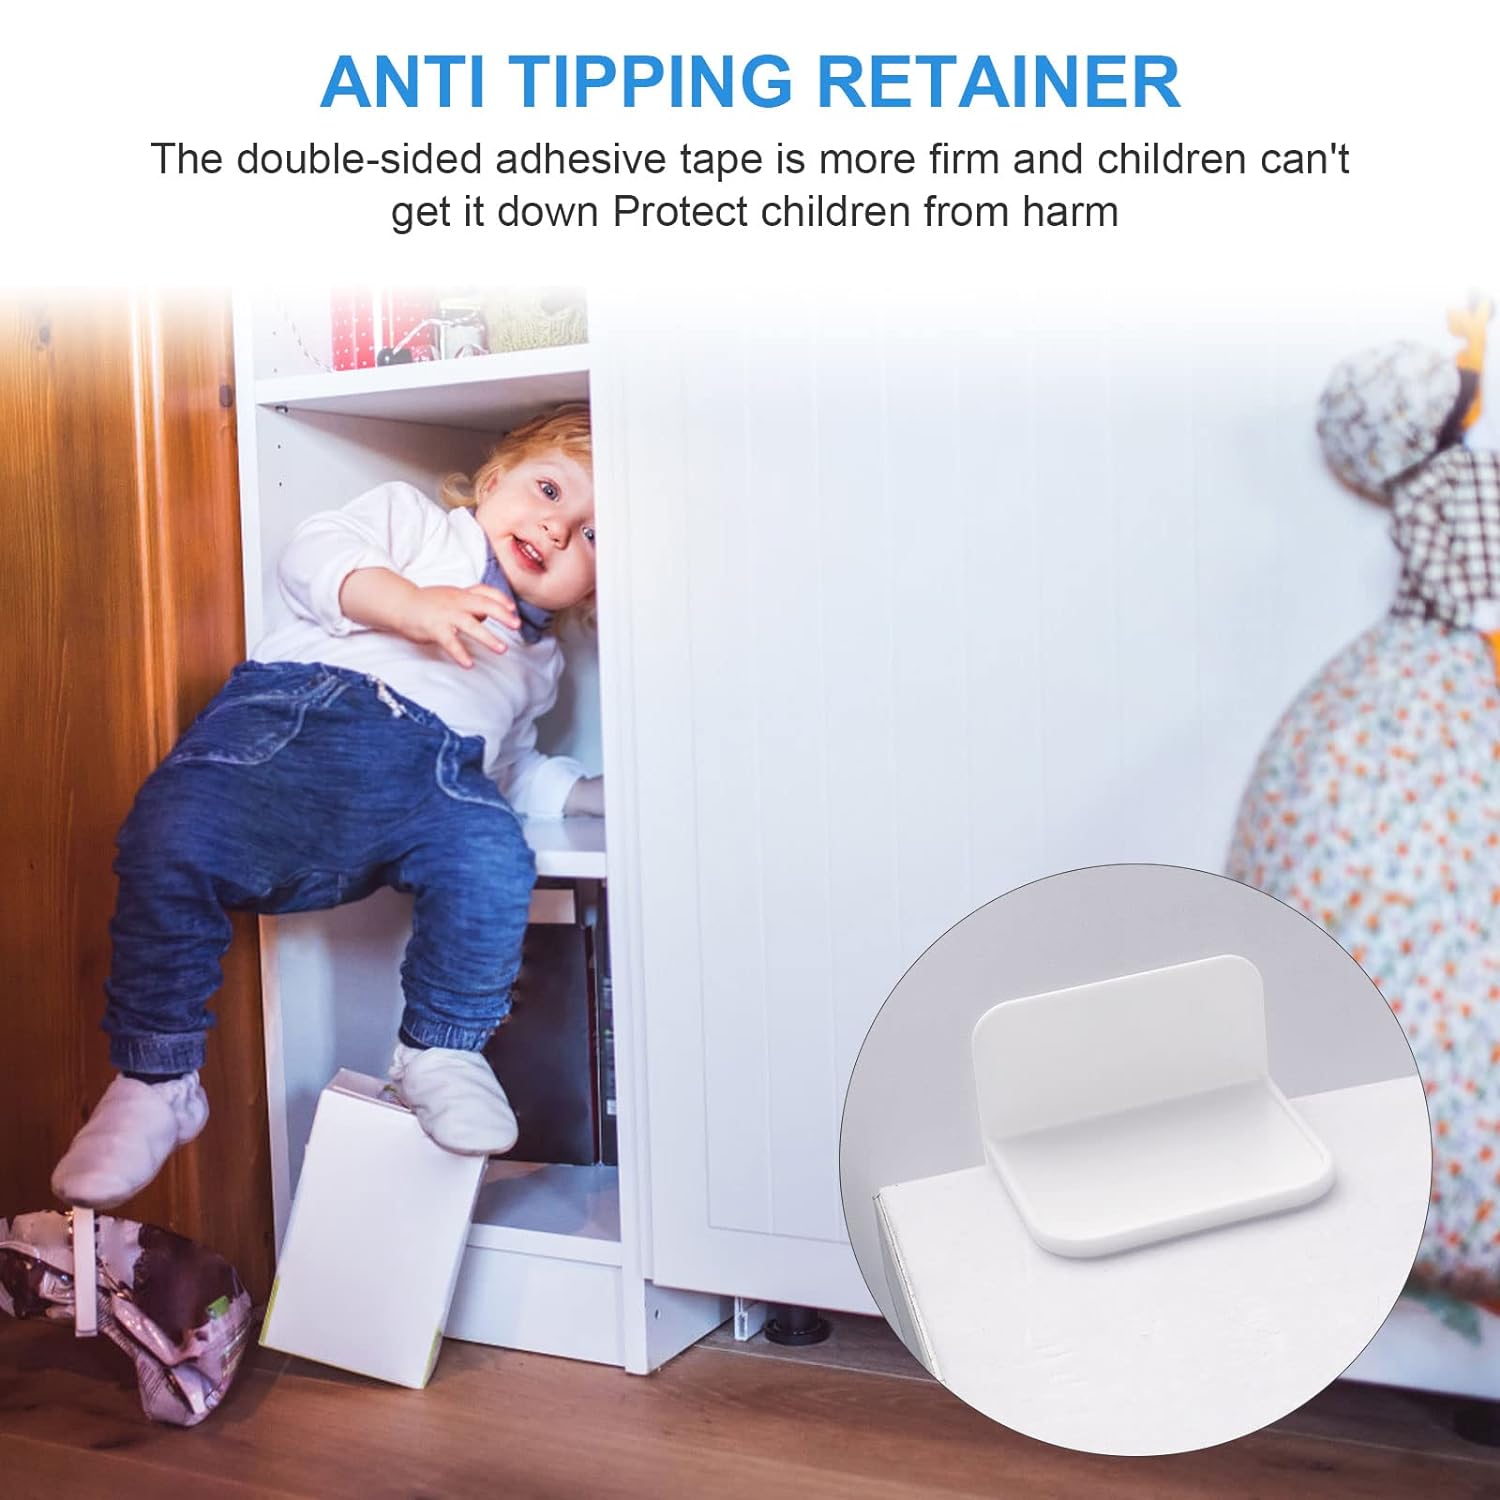 ANTI TIPPING RETAINER
The double-sided adhesive tape is more firm and children can't
get it down Protect children from harm